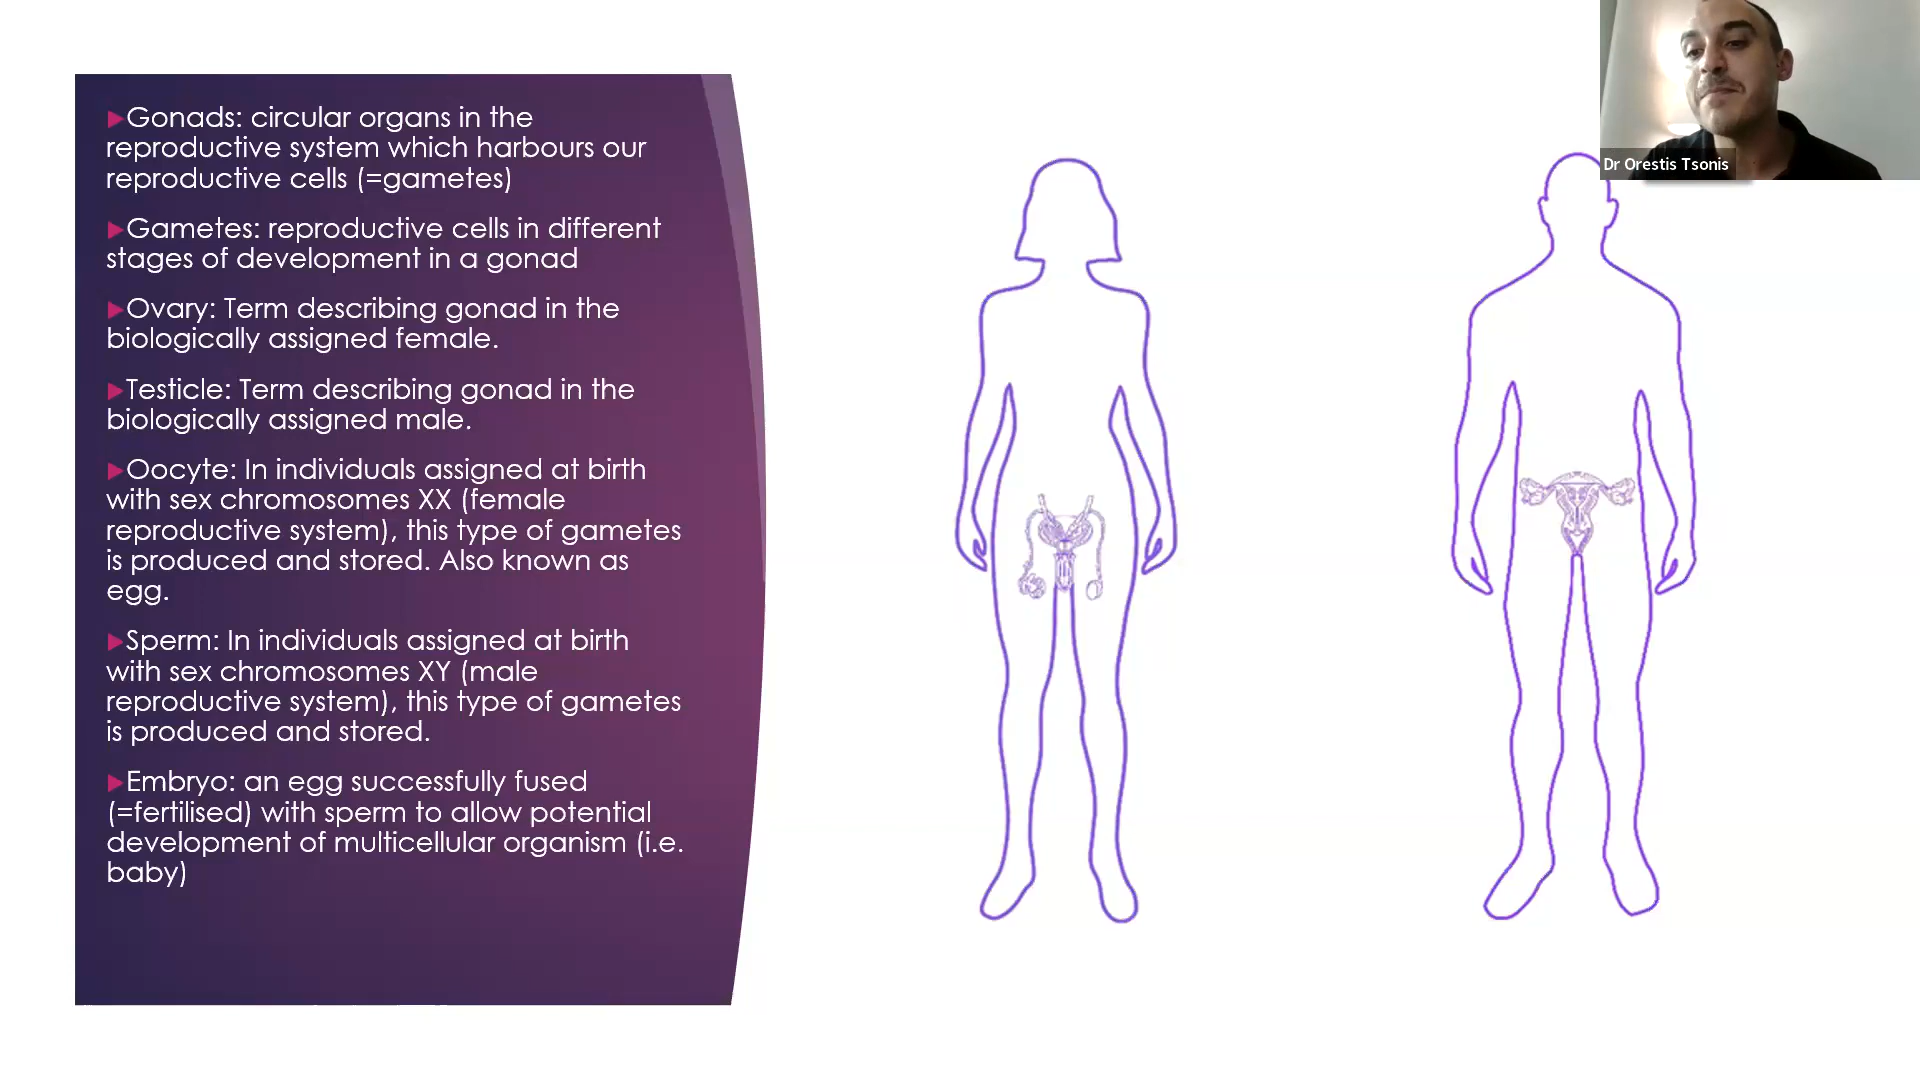 Gonads: circular organs in the
reproductive system which harbours our
reproductive cells (=gametes)
Gametes: reproductive cells in different
stages of development in a gonad
Ovary: Term describing gonad in the
biologically assigned female.
Testicle: Term describing gonad in the
biologically assigned male.
Oocyte: In individuals assigned at birth
with sex chromosomes XX (female
reproductive system), this type of gametes
is produced and stored. Also known as
egg.
Sperm: In individuals assigned at birth
with sex chromosomes XY (male
reproductive system), this type of gametes
is produced and stored.
Embryo: an egg successfully fused
(=fertilised) with sperm to allow potential
development of multicellular organism (i.e.
baby)
Dr Orestis Tsonis